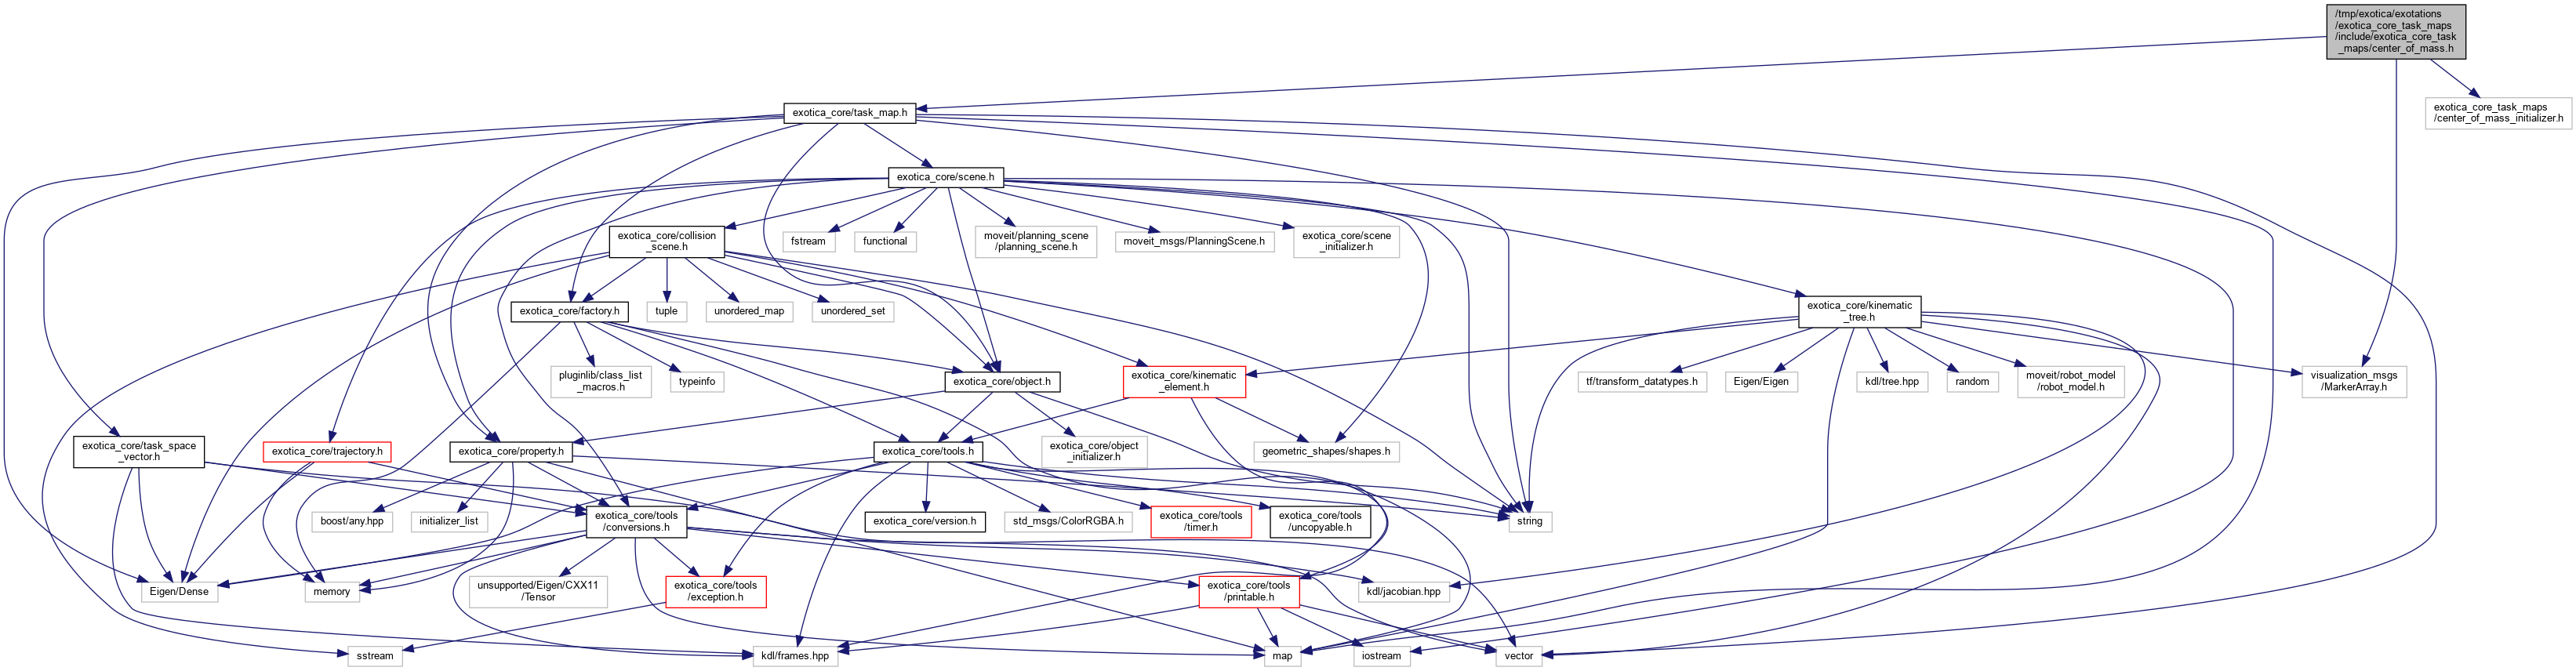 /tmp/exotica/exotations
/exotica_core_task_maps
/include/exotica_core_task
_maps/center_of_mass.h
exotica_core/task_map.h
exotica_core_task_maps
/center_of_mass_initializer.h
exotica_core/scene.h
exotica_core/collision
_scene.h
fstream
functional
moveit/planning_scene
/planning_scene.h
moveit_msgs/PlanningScene.h
exotica_core/scene
_initializer.h
exotica_core/factory.h
tuple
unordered_map
unordered_set
exotica_core/kinematic
_tree.h
pluginlib/class_list
_macros.h
typeinfo
exotica_core/object.h
exotica_core/kinematic
_element.h
tf/transform_datatypes.h
Eigen/Eigen
kdl/tree.hpp
random
moveit/robot_model
/robot_model.h
visualization_msgs
/MarkerArray.h
exotica_core/task_space
_vector.h
exotica_core/trajectory.h
exotica_core/property.h
exotica_core/tools.h
exotica_core/object
_initializer.h
geometric_shapes/shapes.h
boost/any.hpp
initializer_list
exotica_core/tools
/conversions.h
exotica_core/version.h
std_msgs/ColorRGBA.h
exotica_core/tools
/timer.h
exotica_core/tools
/uncopyable.h
string
Eigen/Dense
memory
unsupported/Eigen/CXX11
/Tensor
exotica_core/tools
/exception.h
exotica_core/tools
/printable.h
kdl/jacobian.hpp
sstream
kdl/frames.hpp
map
iostream
vector